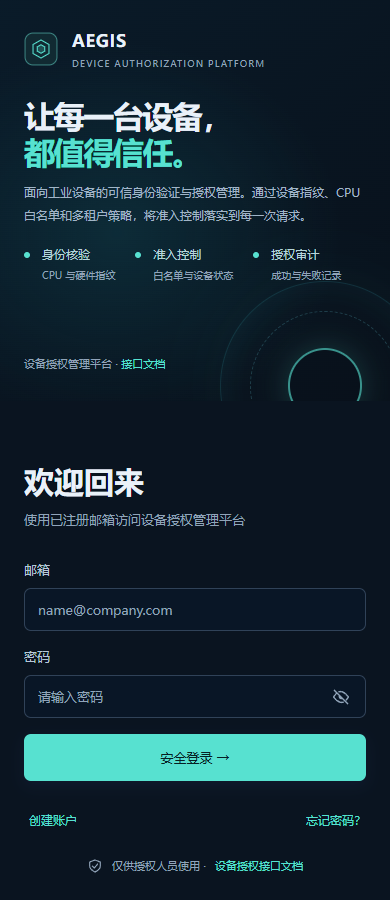 AEGIS
DEVICE AUTHORIZATION PLATFORM
让每一台设备，
都值得信任。
面向工业设备的可信身份验证与授权管理。通过设备指纹、CPU
白名单和多租户策略，将准入控制落实到每一次请求。
身份核验
CPU 与硬件指纹
准入控制
白名单与设备状态
授权审计
成功与失败记录
设备授权管理平台 · 接口文档
欢迎回来
使用已注册邮箱访问设备授权管理平台
邮箱
name@company.com
密码
请输入密码
安全登录 →
创建账户 忘记密码?
仅供授权人员使用 · 设备授权接口文档